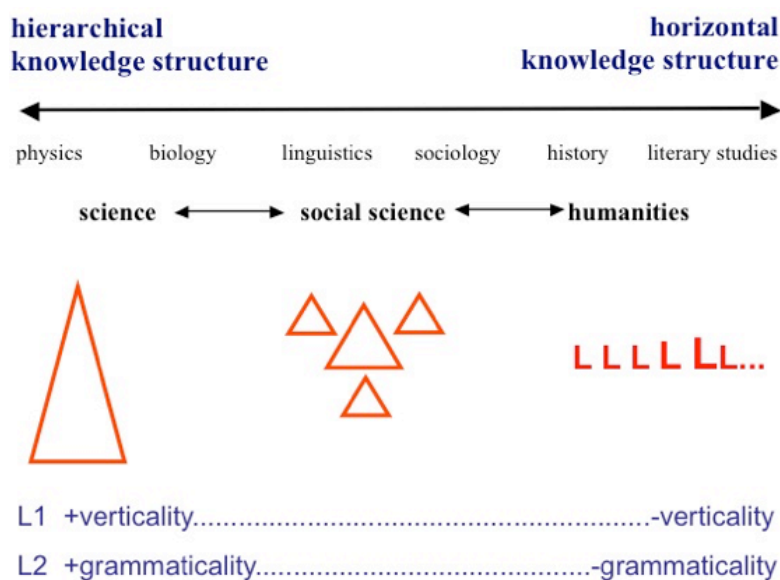 hierarchical horizontal
knowledge structure knowledge structure
physics biology linguistics sociology history literary studies
science social science humanities
L L L L L L...
L1 +verticality.............................................-verticality
L2 +grammaticality.................................-grammaticality